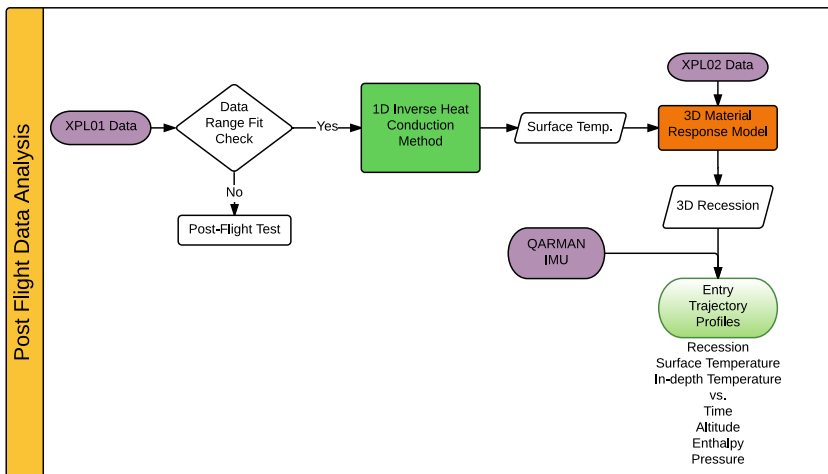 Post Flight Data Analysis
XPL01 Data
Data
Range Fit
Check
Yes
No
Post-Flight Test
1D Inverse Heat
Conduction
Method
Surface Temp.
XPL02 Data
3D Material
Response Model
3D Recession
QARMAN
IMU
Entry
Trajectory
Profiles
Recession
Surface Temperature
In-depth Temperature
vs.
Time
Altitude
Enthalpy
Pressure